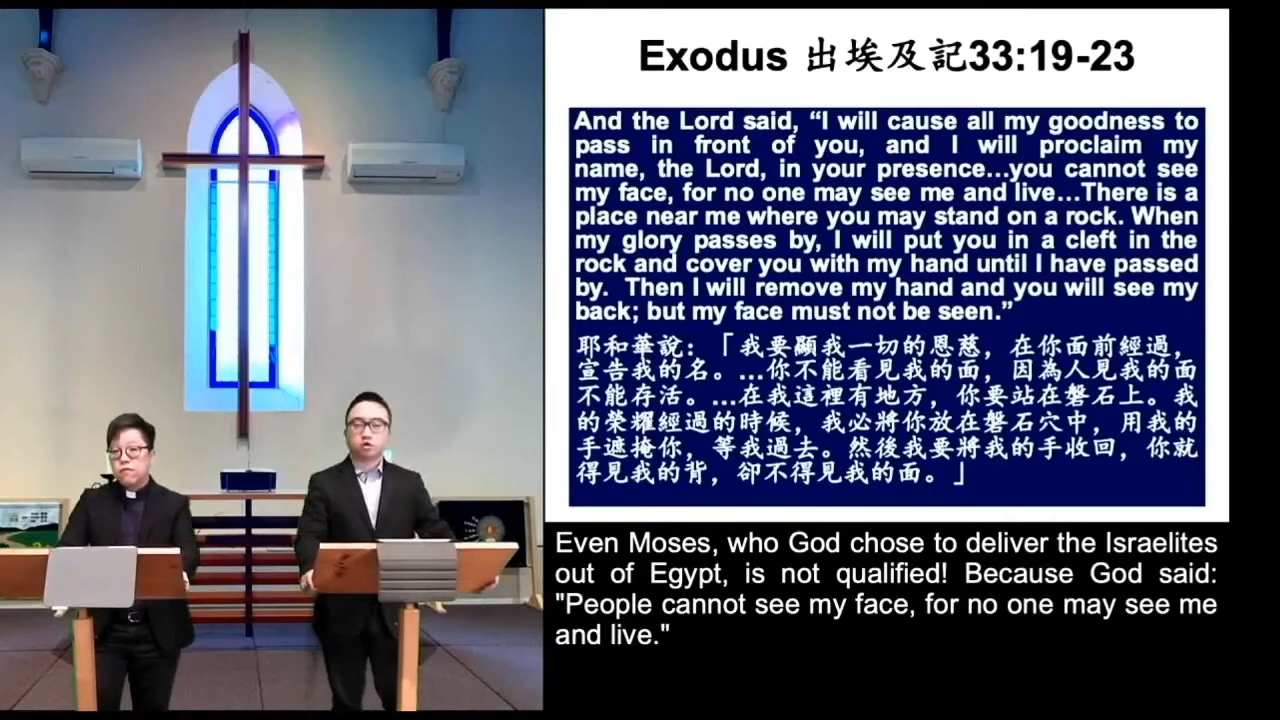 Exodus 出埃及記33:19-23
And the Lord said, “I will cause all my goodness to
pass in front of you, and I will proclaim my
name, the Lord, in your presence…you cannot see
my face, for no one may see me and live…There is a
place near me where you may stand on a rock. When
my glory passes by, I will put you in a cleft in the
rock and cover you with my hand until I have passed
by.  Then I will remove my hand and you will see my
back; but my face must not be seen.”
耶和華說：「我要顯我一切的恩慈，在你面前經過，
宣告我的名。…你不能看見我的面，因為人見我的面
不能存活。…在我這裡有地方，你要站在磐石上。我
的榮耀經過的時候，我必將你放在磐石穴中，用我的
手遮掩你，等我過去。然後我要將我的手收回，你就
得見我的背，卻不得見我的面。」
Even Moses, who God chose to deliver the Israelites
out of Egypt, is not qualified! Because God said:
"People cannot see my face, for no one may see me
and live."